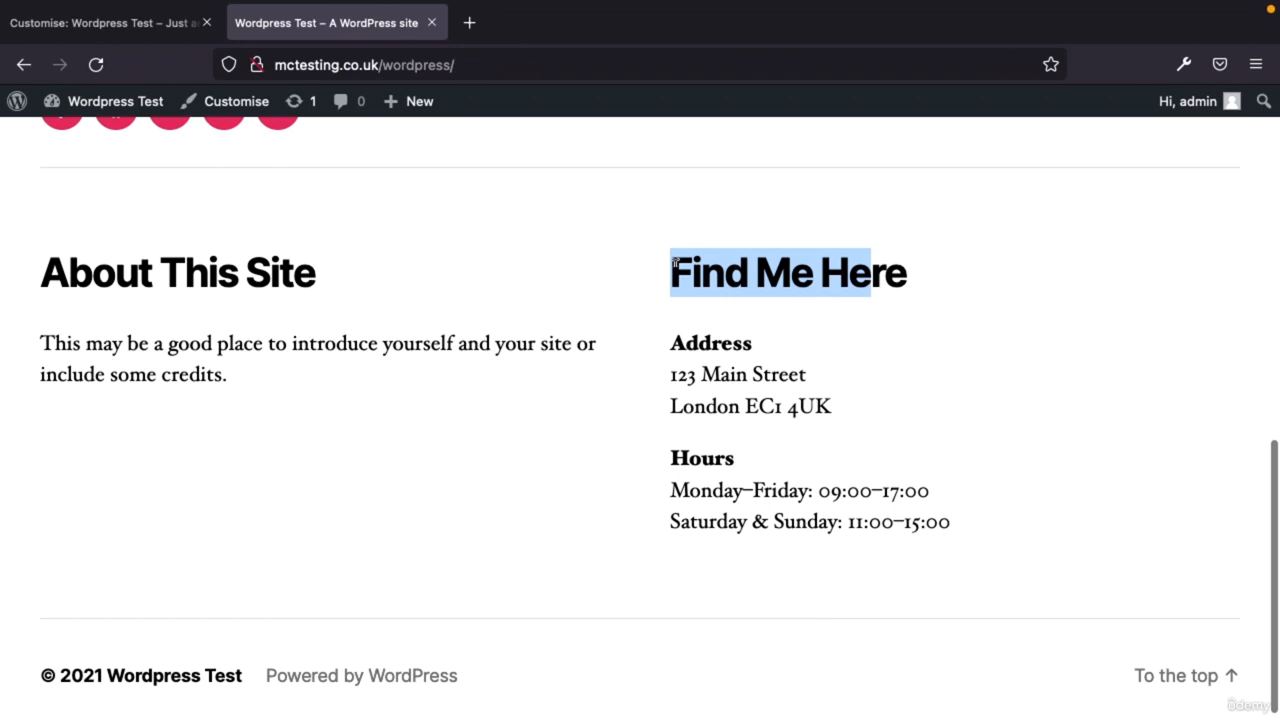 Customise: Wordpress Test – Just a
Wordpress Test – A WordPress site
mctesting.co.uk/wordpress/
Wordpress Test Customise 1 0 New Hi, admin
About This Site
This may be a good place to introduce yourself and your site or
include some credits.
Find Me Here
Address
123 Main Street
London EC1 4UK
Hours
Monday–Friday: 09:00–17:00
Saturday & Sunday: 11:00–15:00
© 2021 Wordpress Test Powered by WordPress To the top ↑
ûdemy